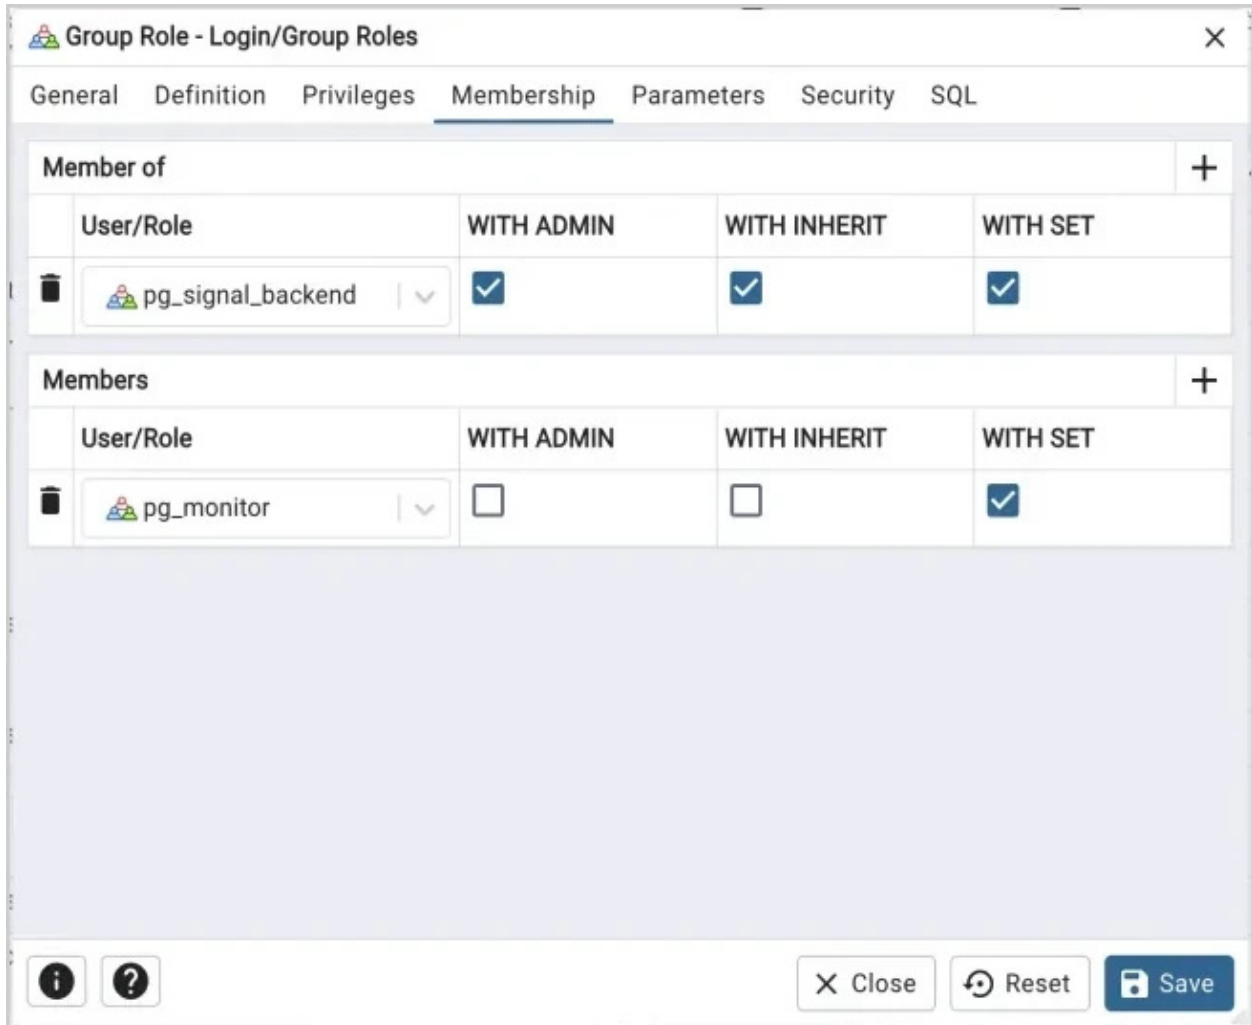 Group Role - Login/Group Roles
General Definition Privileges Membership Parameters Security SQL
Member of
User/Role WITH ADMIN WITH INHERIT WITH SET
pg_signal_backend
Members
User/Role WITH ADMIN WITH INHERIT WITH SET
pg_monitor
Close Reset Save